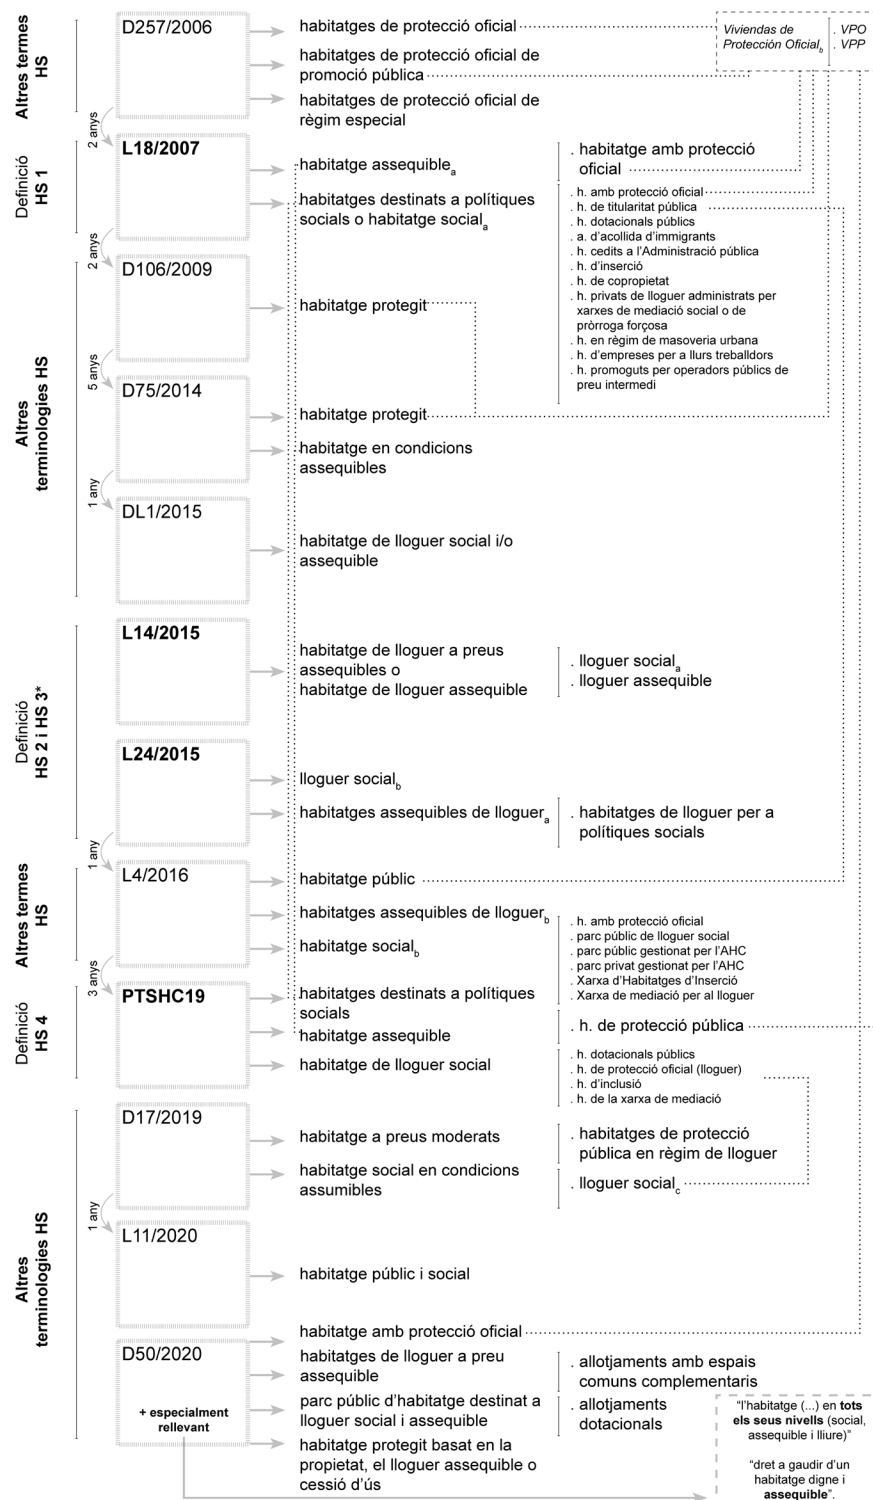 D257/2006
habitatges de protecció oficial
habitatges de protecció oficial de
promoció pública
habitatges de protecció oficial de
règim especial
Viviendas de
Protección Oficial b
. VPO
. VPP
Altres termes
HS
2 anys
L18/2007
habitatge assequible a
. habitatge amb protecció
oficial
habitatges destinats a polítiques
socials o habitatge social a
. h. amb protecció oficial
. h. de titularitat pública
. h. dotacionals públics
. a. d'acollida d'immigrants
. h. cedits a l'Administració pública
. h. d'inserció
. h. de copropietat
. h. privats de lloguer administrats per
xarxes de mediació social o de
pròrroga forçosa
. h. en règim de masoveria urbana
. h. d'empreses per a llurs treballdors
. h. promoguts per operadors públics de
preu intermedi
Definició
HS 1
2 anys
D106/2009
habitatge protegit
5 anys
D75/2014
habitatge protegit
habitatge en condicions
assequibles
Altres
terminologies HS
1 any
DL1/2015
habitatge de lloguer social i/o
assequible
L14/2015
habitatge de lloguer a preus
assequibles o
habitatge de lloguer assequible
. lloguer social a
. lloguer assequible
Definició
HS 2 i HS 3*
L24/2015
lloguer social b
habitatges assequibles de lloguer a
. habitatges de lloguer per a
polítiques socials
1 any
L4/2016
habitatge públic
habitatges assequibles de lloguer b
habitatge social b
Altres termes
HS
3 anys
PTSHC19
habitatges destinats a polítiques
socials
. h. amb protecció oficial
. parc públic de lloguer social
. parc públic gestionat per l'AHC
. parc privat gestionat per l'AHC
. Xarxa d'Habitatges d'Inserció
. Xarxa de mediació per al lloguer
habitatge assequible
. h. de protecció pública
habitatge de lloguer social
. h. dotacionals públics
. h. de protecció oficial (lloguer)
. h. d'inclusió
. h. de la xarxa de mediació
Definició
HS 4
D17/2019
habitatge a preus moderats
. habitatges de protecció
pública en règim de lloguer
habitatge social en condicions
assumibles
. lloguer social c
1 any
L11/2020
habitatge públic i social
Altres
terminologies HS
D50/2020
habitatge amb protecció oficial
habitatges de lloguer a preu
assequible
. allotjaments amb espais
comuns complementaris
parc públic d'habitatge destinat a
lloguer social i assequible
. allotjaments
dotacionals
habitatge protegit basat en la
propietat, el lloguer assequible o
cessió d'ús
+ especialment
rellevant
"l'habitatge (...) en tots
els seus nivells (social,
assequible i lliure)"
"dret a gaudir d'un
habitatge digne i
assequible".